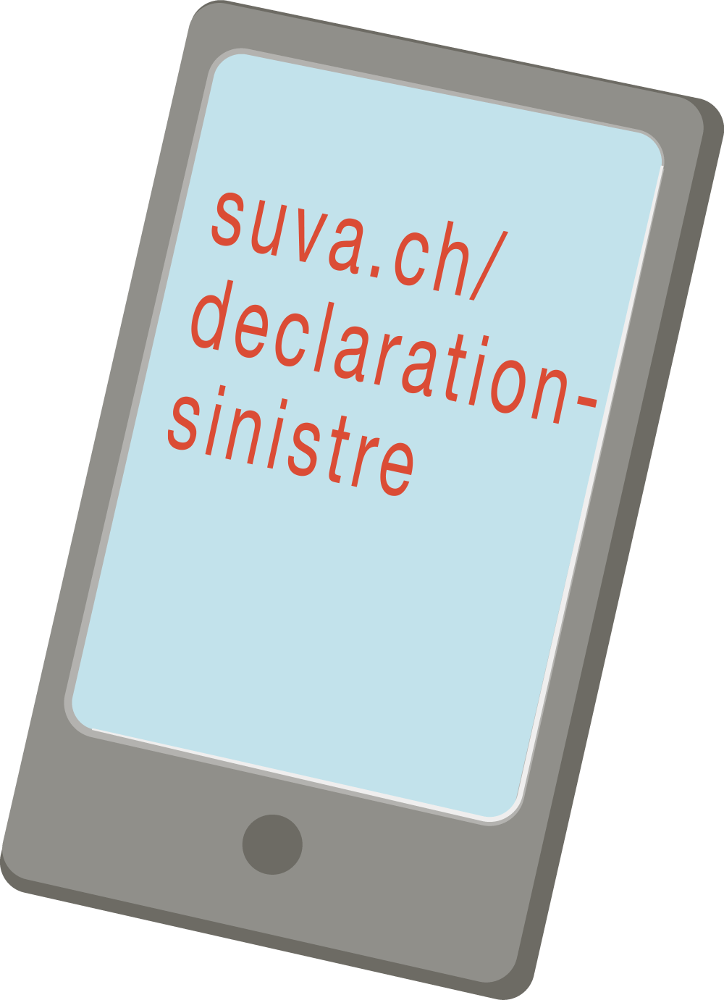 suva.ch/
declaration-
sinistre